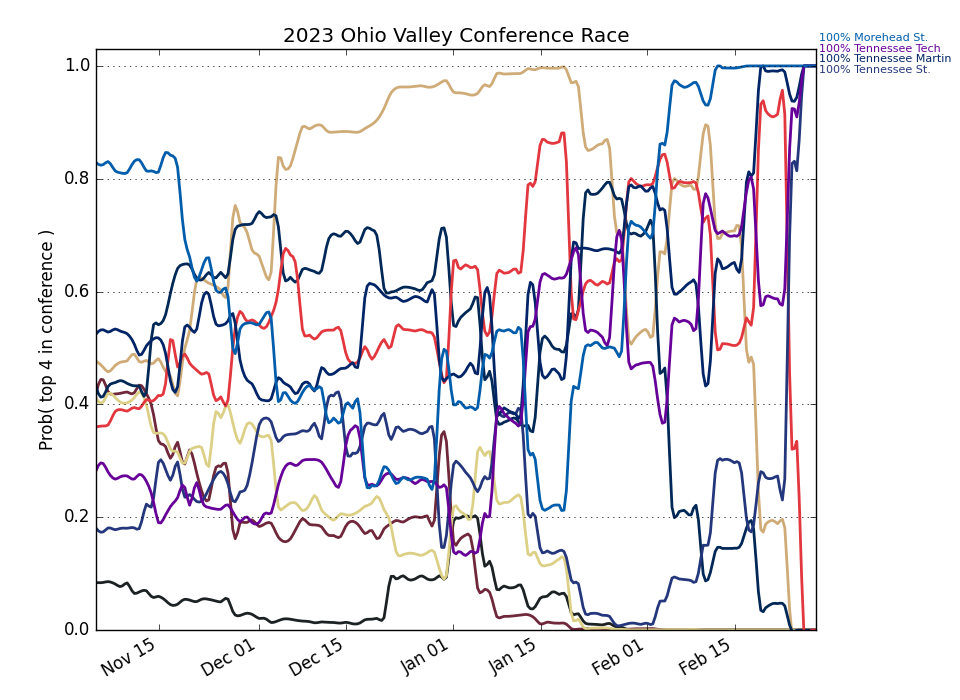 2023 Ohio Valley Conference Race
100% Morehead St.
100% Tennessee Tech
100% Tennessee Martin
100% Tennessee St.
Prob( top 4 in conference )
1.0
0.8
0.6
0.4
0.2
0.0
Nov 15
Dec 01
Dec 15
Jan 01
Jan 15
Feb 01
Feb 15